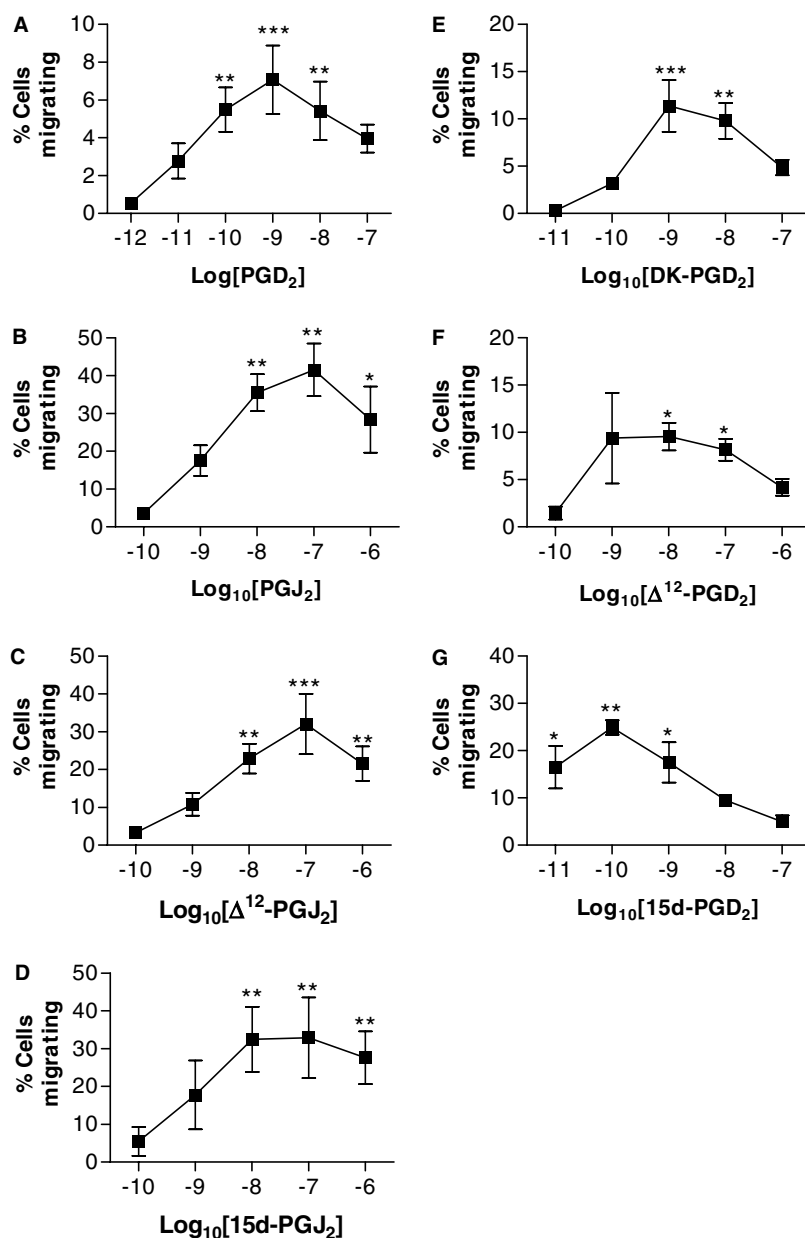 A
10
8
6
4
2
0
% Cells
migrating
**
***
**
-12 -11 -10 -9 -8 -7
Log[PGD₂]
B
50
40
30
20
10
0
% Cells
migrating
**
**
*
-10 -9 -8 -7 -6
Log₁₀[PGJ₂]
C
50
40
30
20
10
0
% Cells
migrating
**
***
**
-10 -9 -8 -7 -6
Log₁₀[Δ¹²-PGJ₂]
D
50
40
30
20
10
0
% Cells
migrating
**
**
**
-10 -9 -8 -7 -6
Log₁₀[15d-PGJ₂]
E
20
15
10
5
0
% Cells
migrating
***
**
-11 -10 -9 -8 -7
Log₁₀[DK-PGD₂]
F
20
15
10
5
0
% Cells
migrating
*
*
-10 -9 -8 -7 -6
Log₁₀[Δ¹²-PGD₂]
G
40
30
20
10
0
% Cells
migrating
*
**
*
-11 -10 -9 -8 -7
Log₁₀[15d-PGD₂]